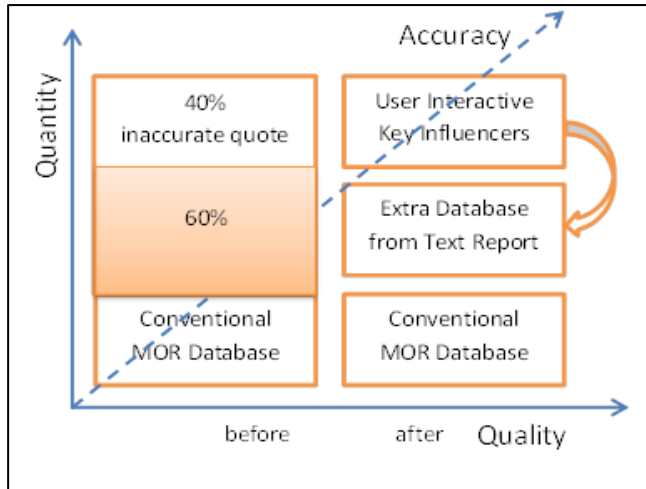 Accuracy
Quantity
40%
inaccurate quote
60%
Conventional
MOR Database
User Interactive
Key Influencers
Extra Database
from Text Report
Conventional
MOR Database
before
after
Quality